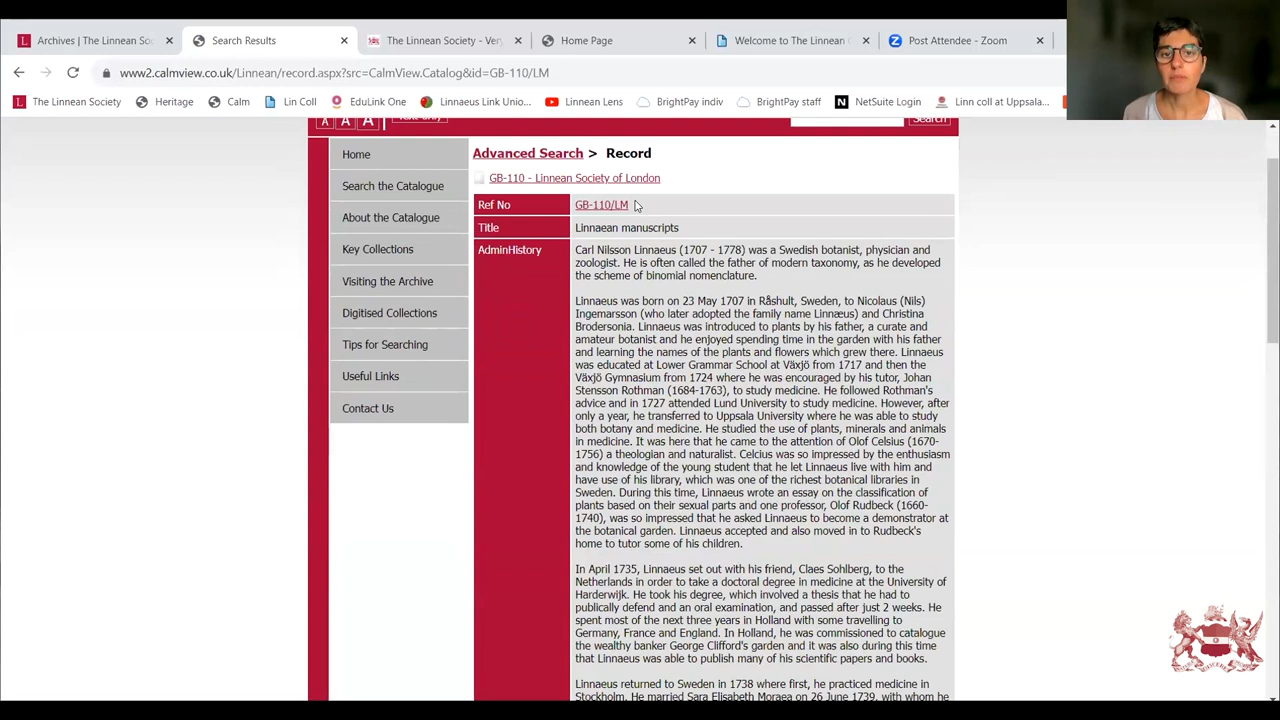 Archives | The Linnean Soc
Search Results
The Linnean Society - Ver
Home Page
Welcome to The Linnean
Post Attendee - Zoom
www2.calmview.co.uk/Linnean/record.aspx?src=CalmView.Catalog&id=GB-110/LM
The Linnean Society
Heritage
Calm
Lin Coll
EduLink One
Linnaeus Link Unio...
Linnean Lens
BrightPay indiv
BrightPay staff
NetSuite Login
Linn coll at Uppsala...
A A A
Text only
Search
Home
Search the Catalogue
About the Catalogue
Key Collections
Visiting the Archive
Digitised Collections
Tips for Searching
Useful Links
Contact Us
Advanced Search > Record
GB-110 - Linnean Society of London
Ref No GB-110/LM
Title Linnaean manuscripts
AdminHistory Carl Nilsson Linnaeus (1707 - 1778) was a Swedish botanist, physician and
zoologist. He is often called the father of modern taxonomy, as he developed
the scheme of binomial nomenclature.
Linnaeus was born on 23 May 1707 in Råshult, Sweden, to Nicolaus (Nils)
Ingemarsson (who later adopted the family name Linnæus) and Christina
Brodersonia. Linnaeus was introduced to plants by his father, a curate and
amateur botanist and he enjoyed spending time in the garden with his father
and learning the names of the plants and flowers which grew there. Linnaeus
was educated at Lower Grammar School at Växjö from 1717 and then the
Växjö Gymnasium from 1724 where he was encouraged by his tutor, Johan
Stensson Rothman (1684-1763), to study medicine. He followed Rothman's
advice and in 1727 attended Lund University to study medicine. However, after
only a year, he transferred to Uppsala University where he was able to study
both botany and medicine. He studied the use of plants, minerals and animals
in medicine. It was here that he came to the attention of Olof Celsius (1670-
1756) a theologian and naturalist. Celcius was so impressed by the enthusiasm
and knowledge of the young student that he let Linnaeus live with him and
have use of his library, which was one of the richest botanical libraries in
Sweden. During this time, Linnaeus wrote an essay on the classification of
plants based on their sexual parts and one professor, Olof Rudbeck (1660-
1740), was so impressed that he asked Linnaeus to become a demonstrator at
the botanical garden. Linnaeus accepted and also moved in to Rudbeck's
home to tutor some of his children.
In April 1735, Linnaeus set out with his friend, Claes Sohlberg, to the
Netherlands in order to take a doctoral degree in medicine at the University of
Harderwijk. He took his degree, which involved a thesis that he had to
publically defend and an oral examination, and passed after just 2 weeks. He
spent most of the next three years in Holland with some travelling to
Germany, France and England. In Holland, he was commissioned to catalogue
the wealthy banker George Clifford's garden and it was also during this time
that Linnaeus was able to publish many of his scientific papers and books.
Linnaeus returned to Sweden in 1738 where first, he practiced medicine in
Stockholm. He married Sara Elisabeth Moraea on 26 June 1739, with whom he